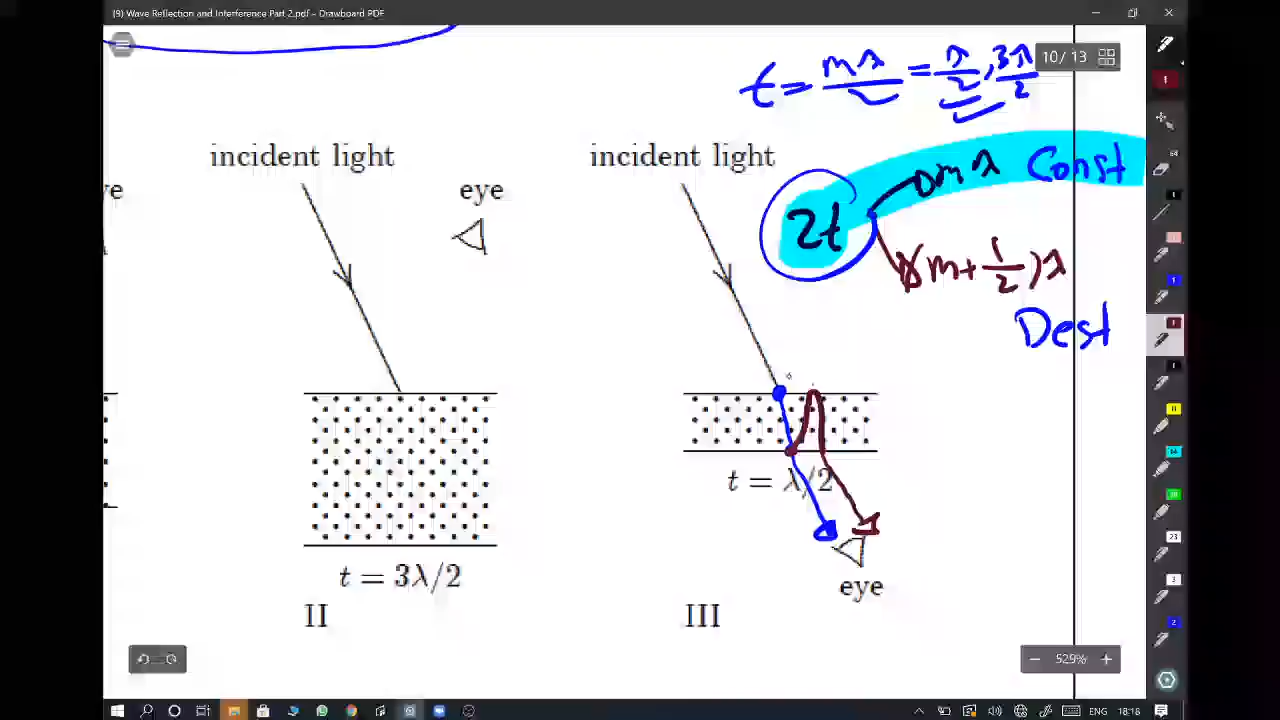 (9) Wave Reflection and Interference Part 2.pdf - Drawboard PDF
10 / 13
t = mλ/2 = λ/2, 3λ/2
incident light
incident light
mλ Const
ye
eye
2t
(m + 1/2)λ
Dest
t = λ/2
t = 3λ/2
eye
II
III
529%
ENG 18:18